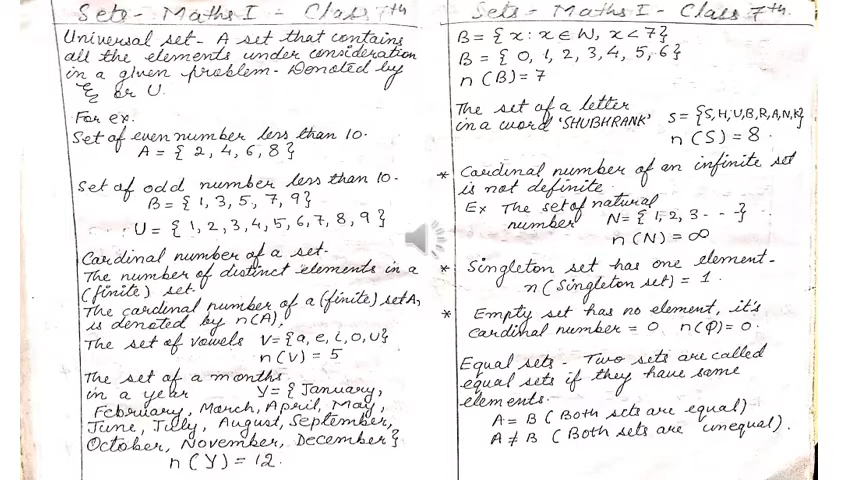 Sets - Maths I - Class 7th
Universal set - A set that contains
all the elements under consideration
in a given problem. Denoted by
ξ or U.
For ex.
Set of even number less than 10.
A = { 2, 4, 6, 8 }
Set of odd number less than 10.
B = { 1, 3, 5, 7, 9 }
∴ U = { 1, 2, 3, 4, 5, 6, 7, 8, 9 }
Cardinal number of a set.
The number of distinct elements in a
(finite) set.
The cardinal number of a (finite) set A,
is denoted by n(A),
The set of vowels V = {a, e, i, o, u}
n(V) = 5
The set of a months
in a year Y = { January,
February, March, April, May,
June, July, August, September,
October, November, December}
n (Y) = 12.
Sets - Maths I - Class 7th.
B = { x : x ∈ W, x < 7 }
B = { 0, 1, 2, 3, 4, 5, 6 }
n (B) = 7
The set of a letter
in a word 'SHUBHRANK' S = {S, H, U, B, R, A, N, K}
n (S) = 8.
* Cardinal number of an infinite set
is not definite.
Ex The set of natural
number N = { 1, 2, 3 - - - }
n (N) = ∞
* Singleton set has one element.
n (Singleton set) = 1.
* Empty set has no element, it's
Cardinal number = 0. n(Φ) = 0.
Equal sets - Two sets are called
equal sets if they have same
elements.
A = B ( Both sets are equal)
A ≠ B ( Both sets are unequal).